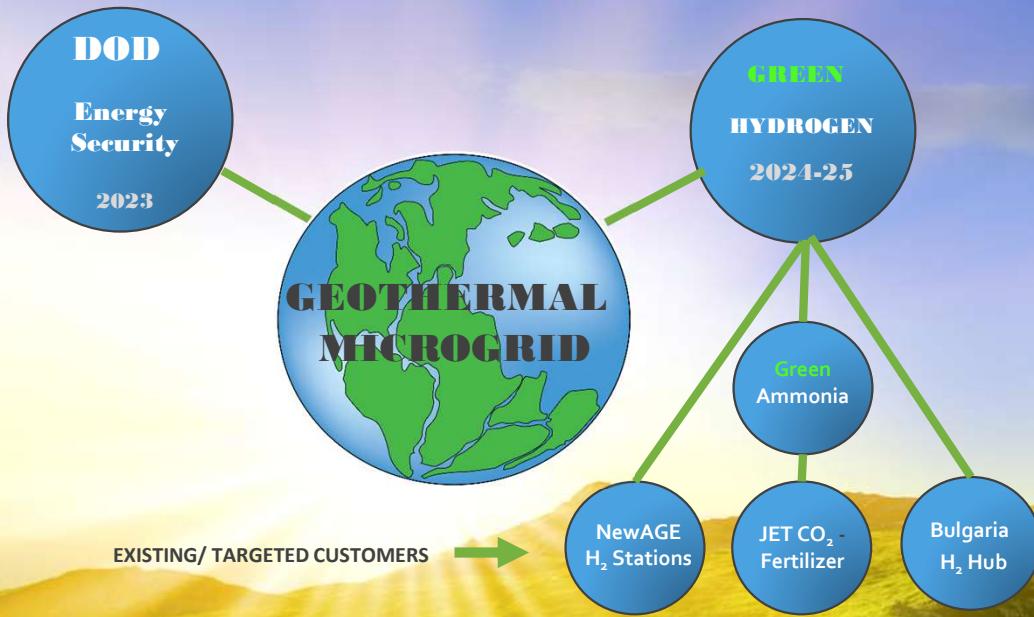 DOD
Energy
Security
2023
GREEN
HYDROGEN
2024-25
GEOTHERMAL
MICROGRID
Green
Ammonia
EXISTING/ TARGETED CUSTOMERS
NewAGE
H₂ Stations
JET CO₂ -
Fertilizer
Bulgaria
H₂ Hub